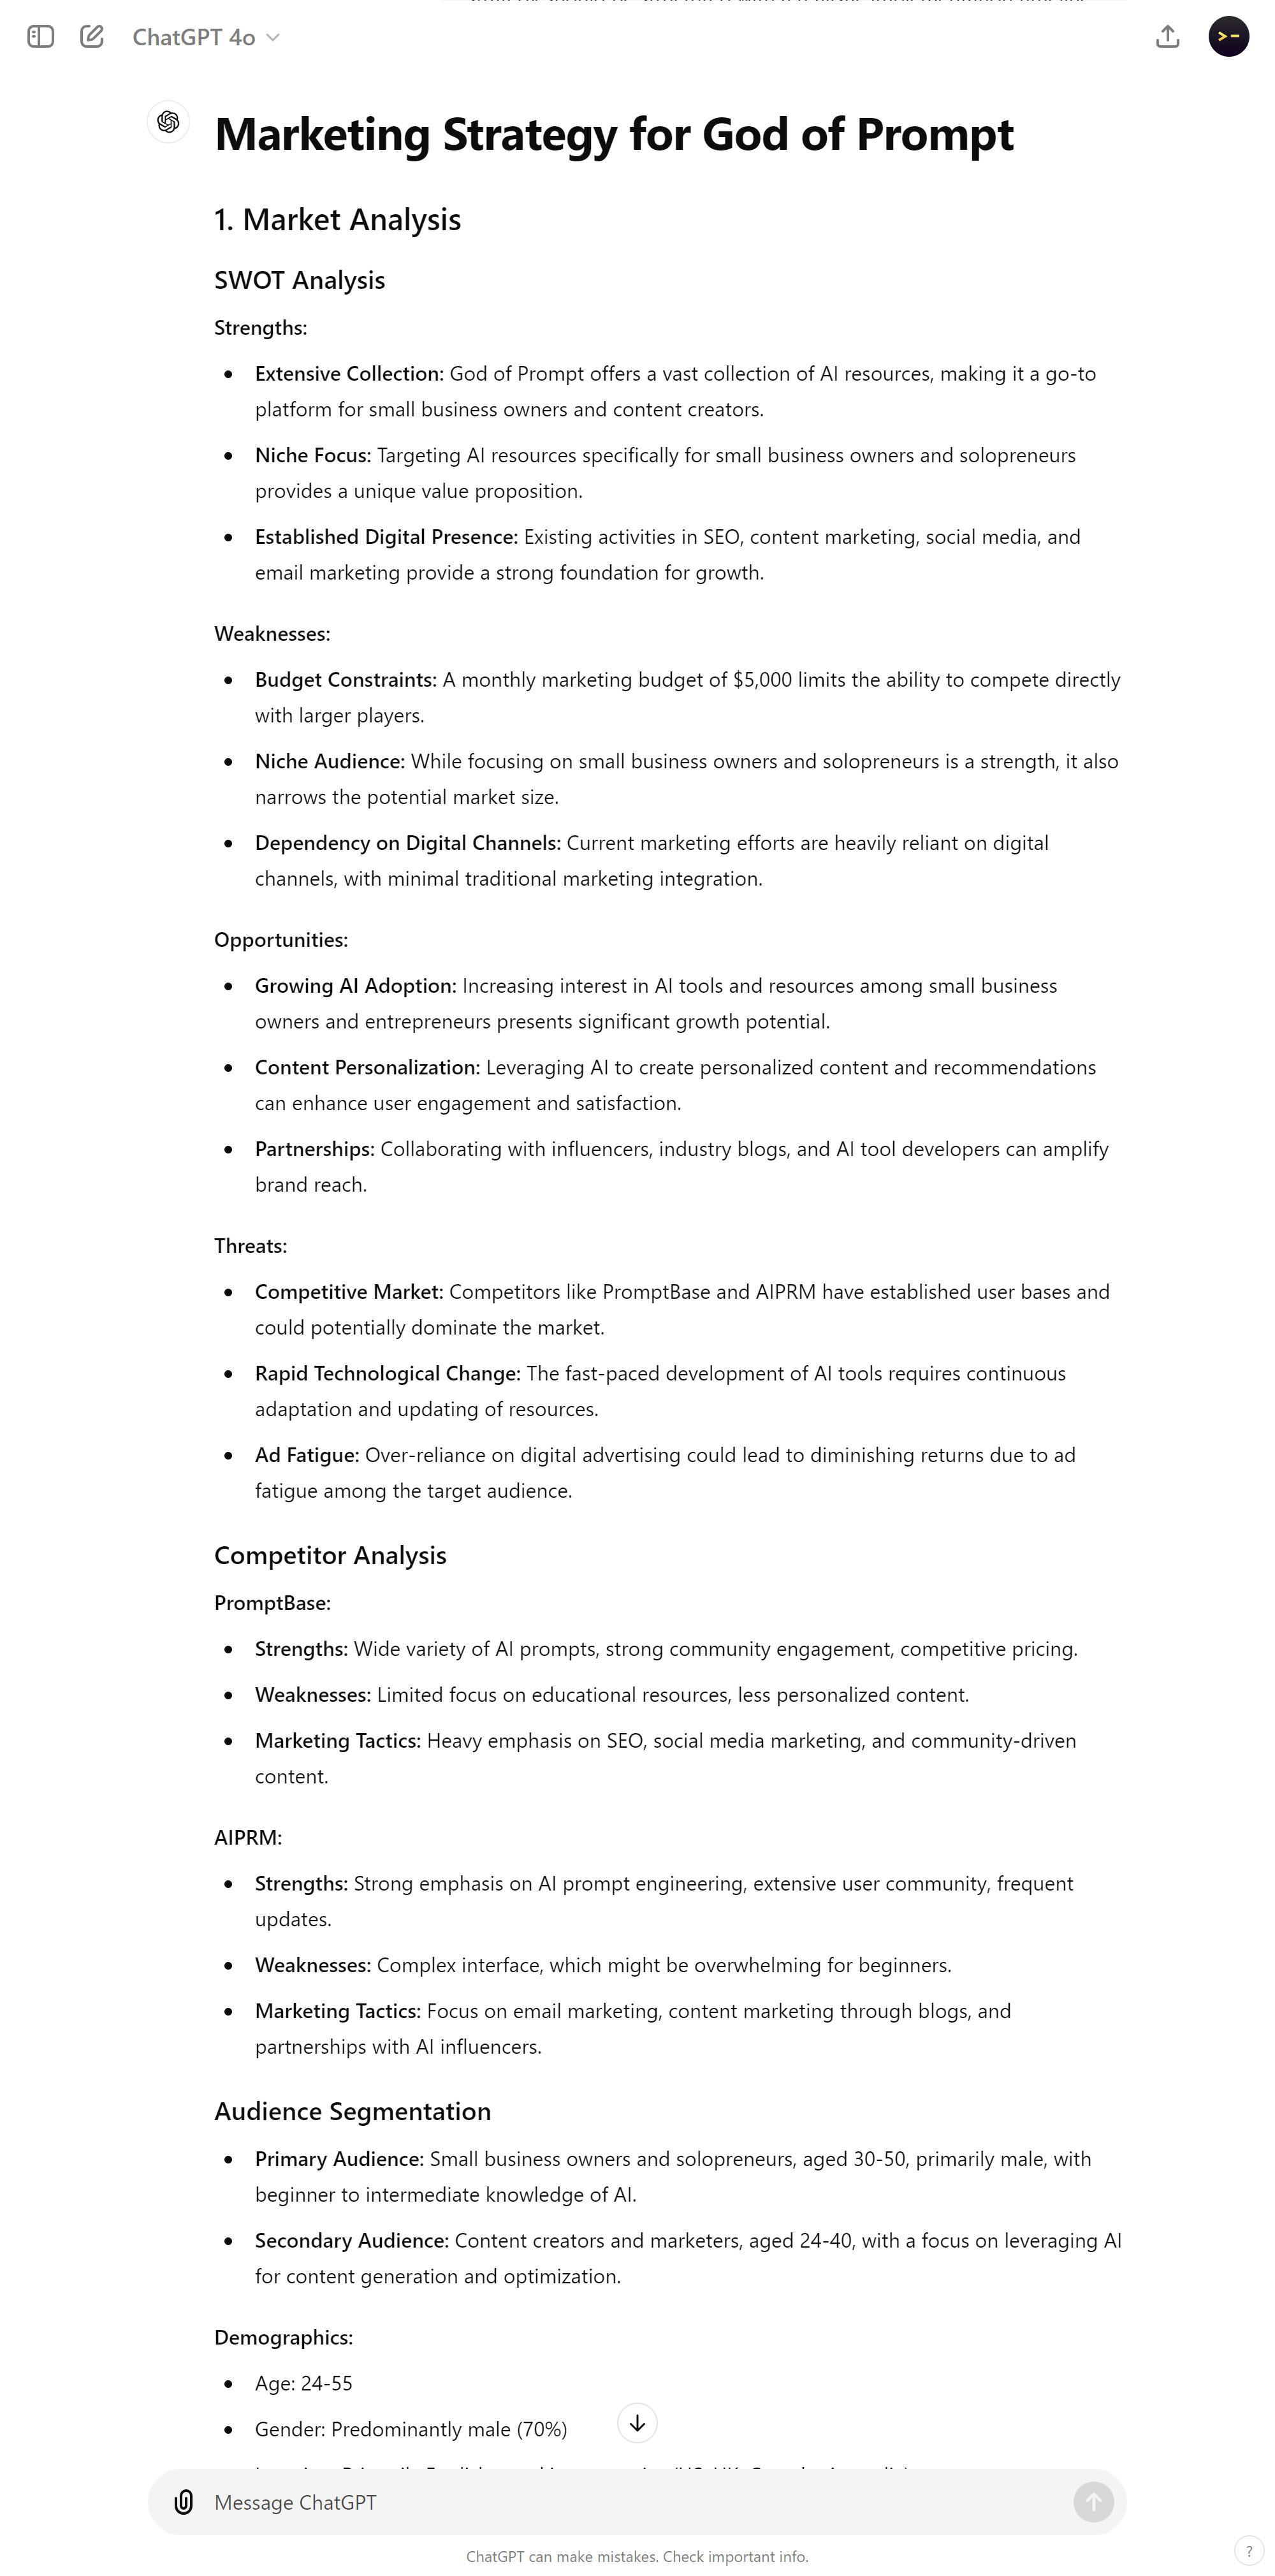 ChatGPT 4o
Marketing Strategy for God of Prompt
1. Market Analysis
SWOT Analysis
Strengths:
Extensive Collection: God of Prompt offers a vast collection of AI resources, making it a go-to
platform for small business owners and content creators.
Niche Focus: Targeting AI resources specifically for small business owners and solopreneurs
provides a unique value proposition.
Established Digital Presence: Existing activities in SEO, content marketing, social media, and
email marketing provide a strong foundation for growth.
Weaknesses:
Budget Constraints: A monthly marketing budget of $5,000 limits the ability to compete directly
with larger players.
Niche Audience: While focusing on small business owners and solopreneurs is a strength, it also
narrows the potential market size.
Dependency on Digital Channels: Current marketing efforts are heavily reliant on digital
channels, with minimal traditional marketing integration.
Opportunities:
Growing AI Adoption: Increasing interest in AI tools and resources among small business
owners and entrepreneurs presents significant growth potential.
Content Personalization: Leveraging AI to create personalized content and recommendations
can enhance user engagement and satisfaction.
Partnerships: Collaborating with influencers, industry blogs, and AI tool developers can amplify
brand reach.
Threats:
Competitive Market: Competitors like PromptBase and AIPRM have established user bases and
could potentially dominate the market.
Rapid Technological Change: The fast-paced development of AI tools requires continuous
adaptation and updating of resources.
Ad Fatigue: Over-reliance on digital advertising could lead to diminishing returns due to ad
fatigue among the target audience.
Competitor Analysis
PromptBase:
Strengths: Wide variety of AI prompts, strong community engagement, competitive pricing.
Weaknesses: Limited focus on educational resources, less personalized content.
Marketing Tactics: Heavy emphasis on SEO, social media marketing, and community-driven
content.
AIPRM:
Strengths: Strong emphasis on AI prompt engineering, extensive user community, frequent
updates.
Weaknesses: Complex interface, which might be overwhelming for beginners.
Marketing Tactics: Focus on email marketing, content marketing through blogs, and
partnerships with AI influencers.
Audience Segmentation
Primary Audience: Small business owners and solopreneurs, aged 30-50, primarily male, with
beginner to intermediate knowledge of AI.
Secondary Audience: Content creators and marketers, aged 24-40, with a focus on leveraging AI
for content generation and optimization.
Demographics:
Age: 24-55
Gender: Predominantly male (70%)
Message ChatGPT
ChatGPT can make mistakes. Check important info.
?